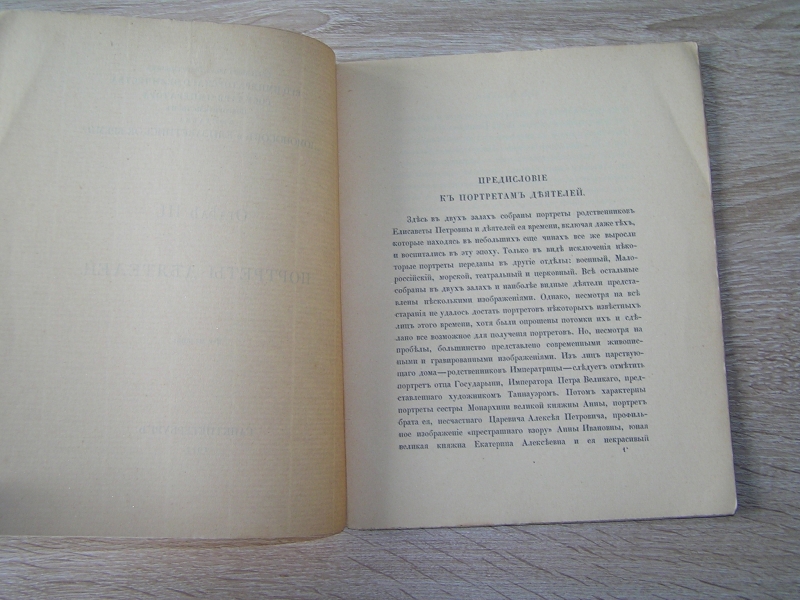 ПРЕДИСЛОВІЕ
КЪ ПОРТРЕТАМЪ ДѢЯТЕЛЕЙ.
Здѣсь въ двухъ залахъ собраны портреты родственниковъ
Елисаветы Петровны и дѣятелей ея времени, включая даже тѣхъ,
которые находясь въ небольшихъ еще чинахъ все же выросли
и воспитались въ эту эпоху. Только въ видѣ исключенія нѣко-
торые портреты переданы въ другіе отдѣлы: военный, Мало-
россійскій, морской, театральный и церковный. Всѣ остальные
собраны въ двухъ залахъ и наиболѣе видные дѣятели предста-
влены нѣсколькими изображеніями. Однако, несмотря на всѣ
старанія не удалось достать портретовъ нѣкоторыхъ извѣстныхъ
лицъ этого времени, хотя были опрошены потомки ихъ и сдѣ-
лано все возможное для полученія портретовъ. Но, несмотря на
пробѣлы, большинство представлено современными живопис-
ными и гравированными изображеніями. Изъ лицъ царствую-
щаго дома—родственниковъ Императрицы—слѣдуетъ отмѣтить
портретъ отца Государыни, Императора Петра Великаго, пред-
ставленнаго художникомъ Таннауэромъ. Потомъ характерны
портреты сестры Монархини великой княжны Анны, портретъ
брата ея, несчастнаго Царевича Алексѣя Петровича, профиль-
ное изображеніе «престрашнаго взору» Анны Ивановны, юная
великая княжна Екатерина Алексѣевна и ея некрасивый